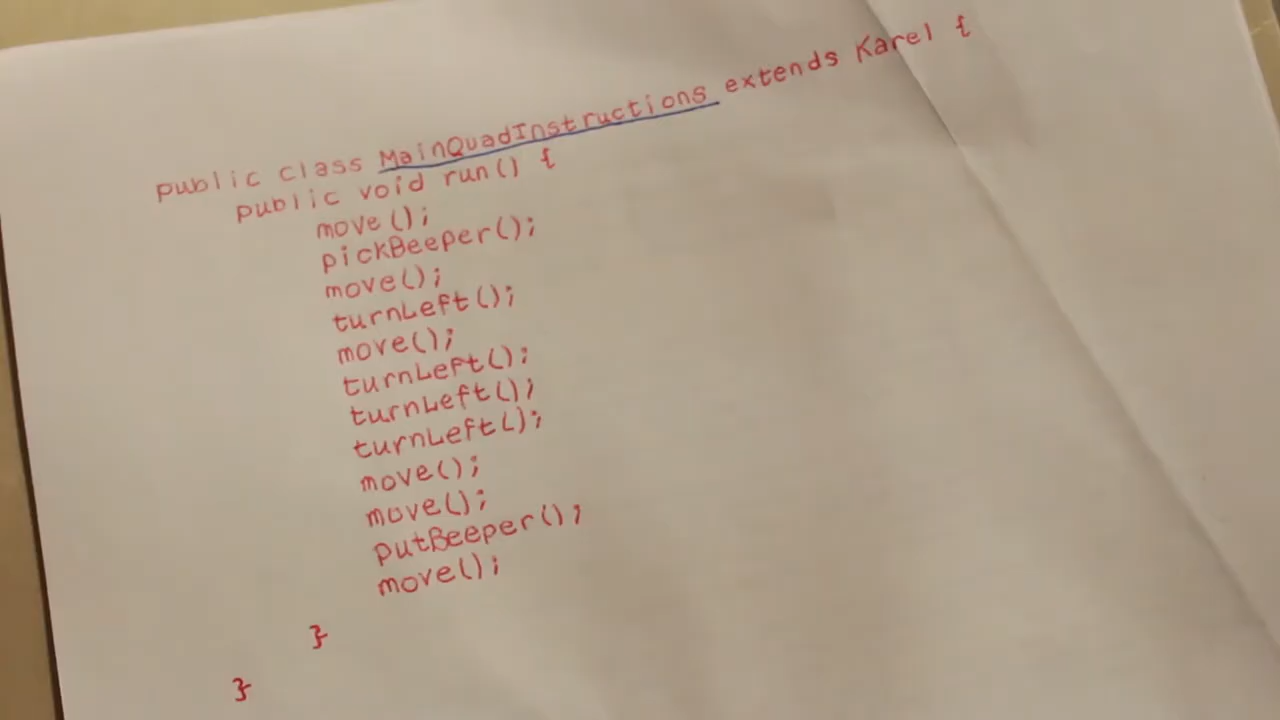 public class MainQuadInstructions extends Karel {
public void run() {
move();
pickBeeper();
move();
turnLeft();
move();
turnLeft();
turnLeft();
turnLeft();
move();
move();
putBeeper();
move();
}
}